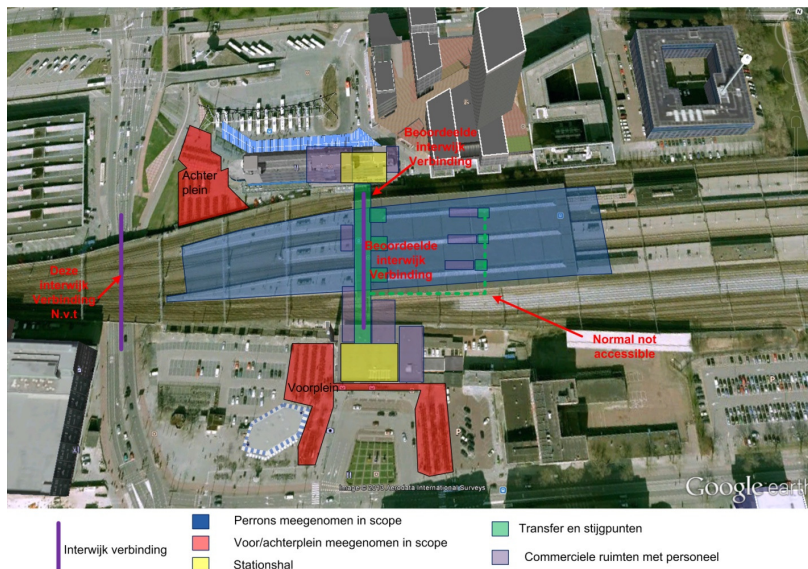 Beoordeelde
interwijk
Verbinding
Achter
plein
Beoordeelde
Interwijk
Verbinding
Deze
interwijk
Verbinding
N.v.t
Normal not
accessible
Voorplein
P
Google earth
Interwijk verbinding
Perrons meegenomen in scope
Voor/achterplein meegenomen in scope
Stationshal
Transfer en stijgpunten
Commerciele ruimten met personeel